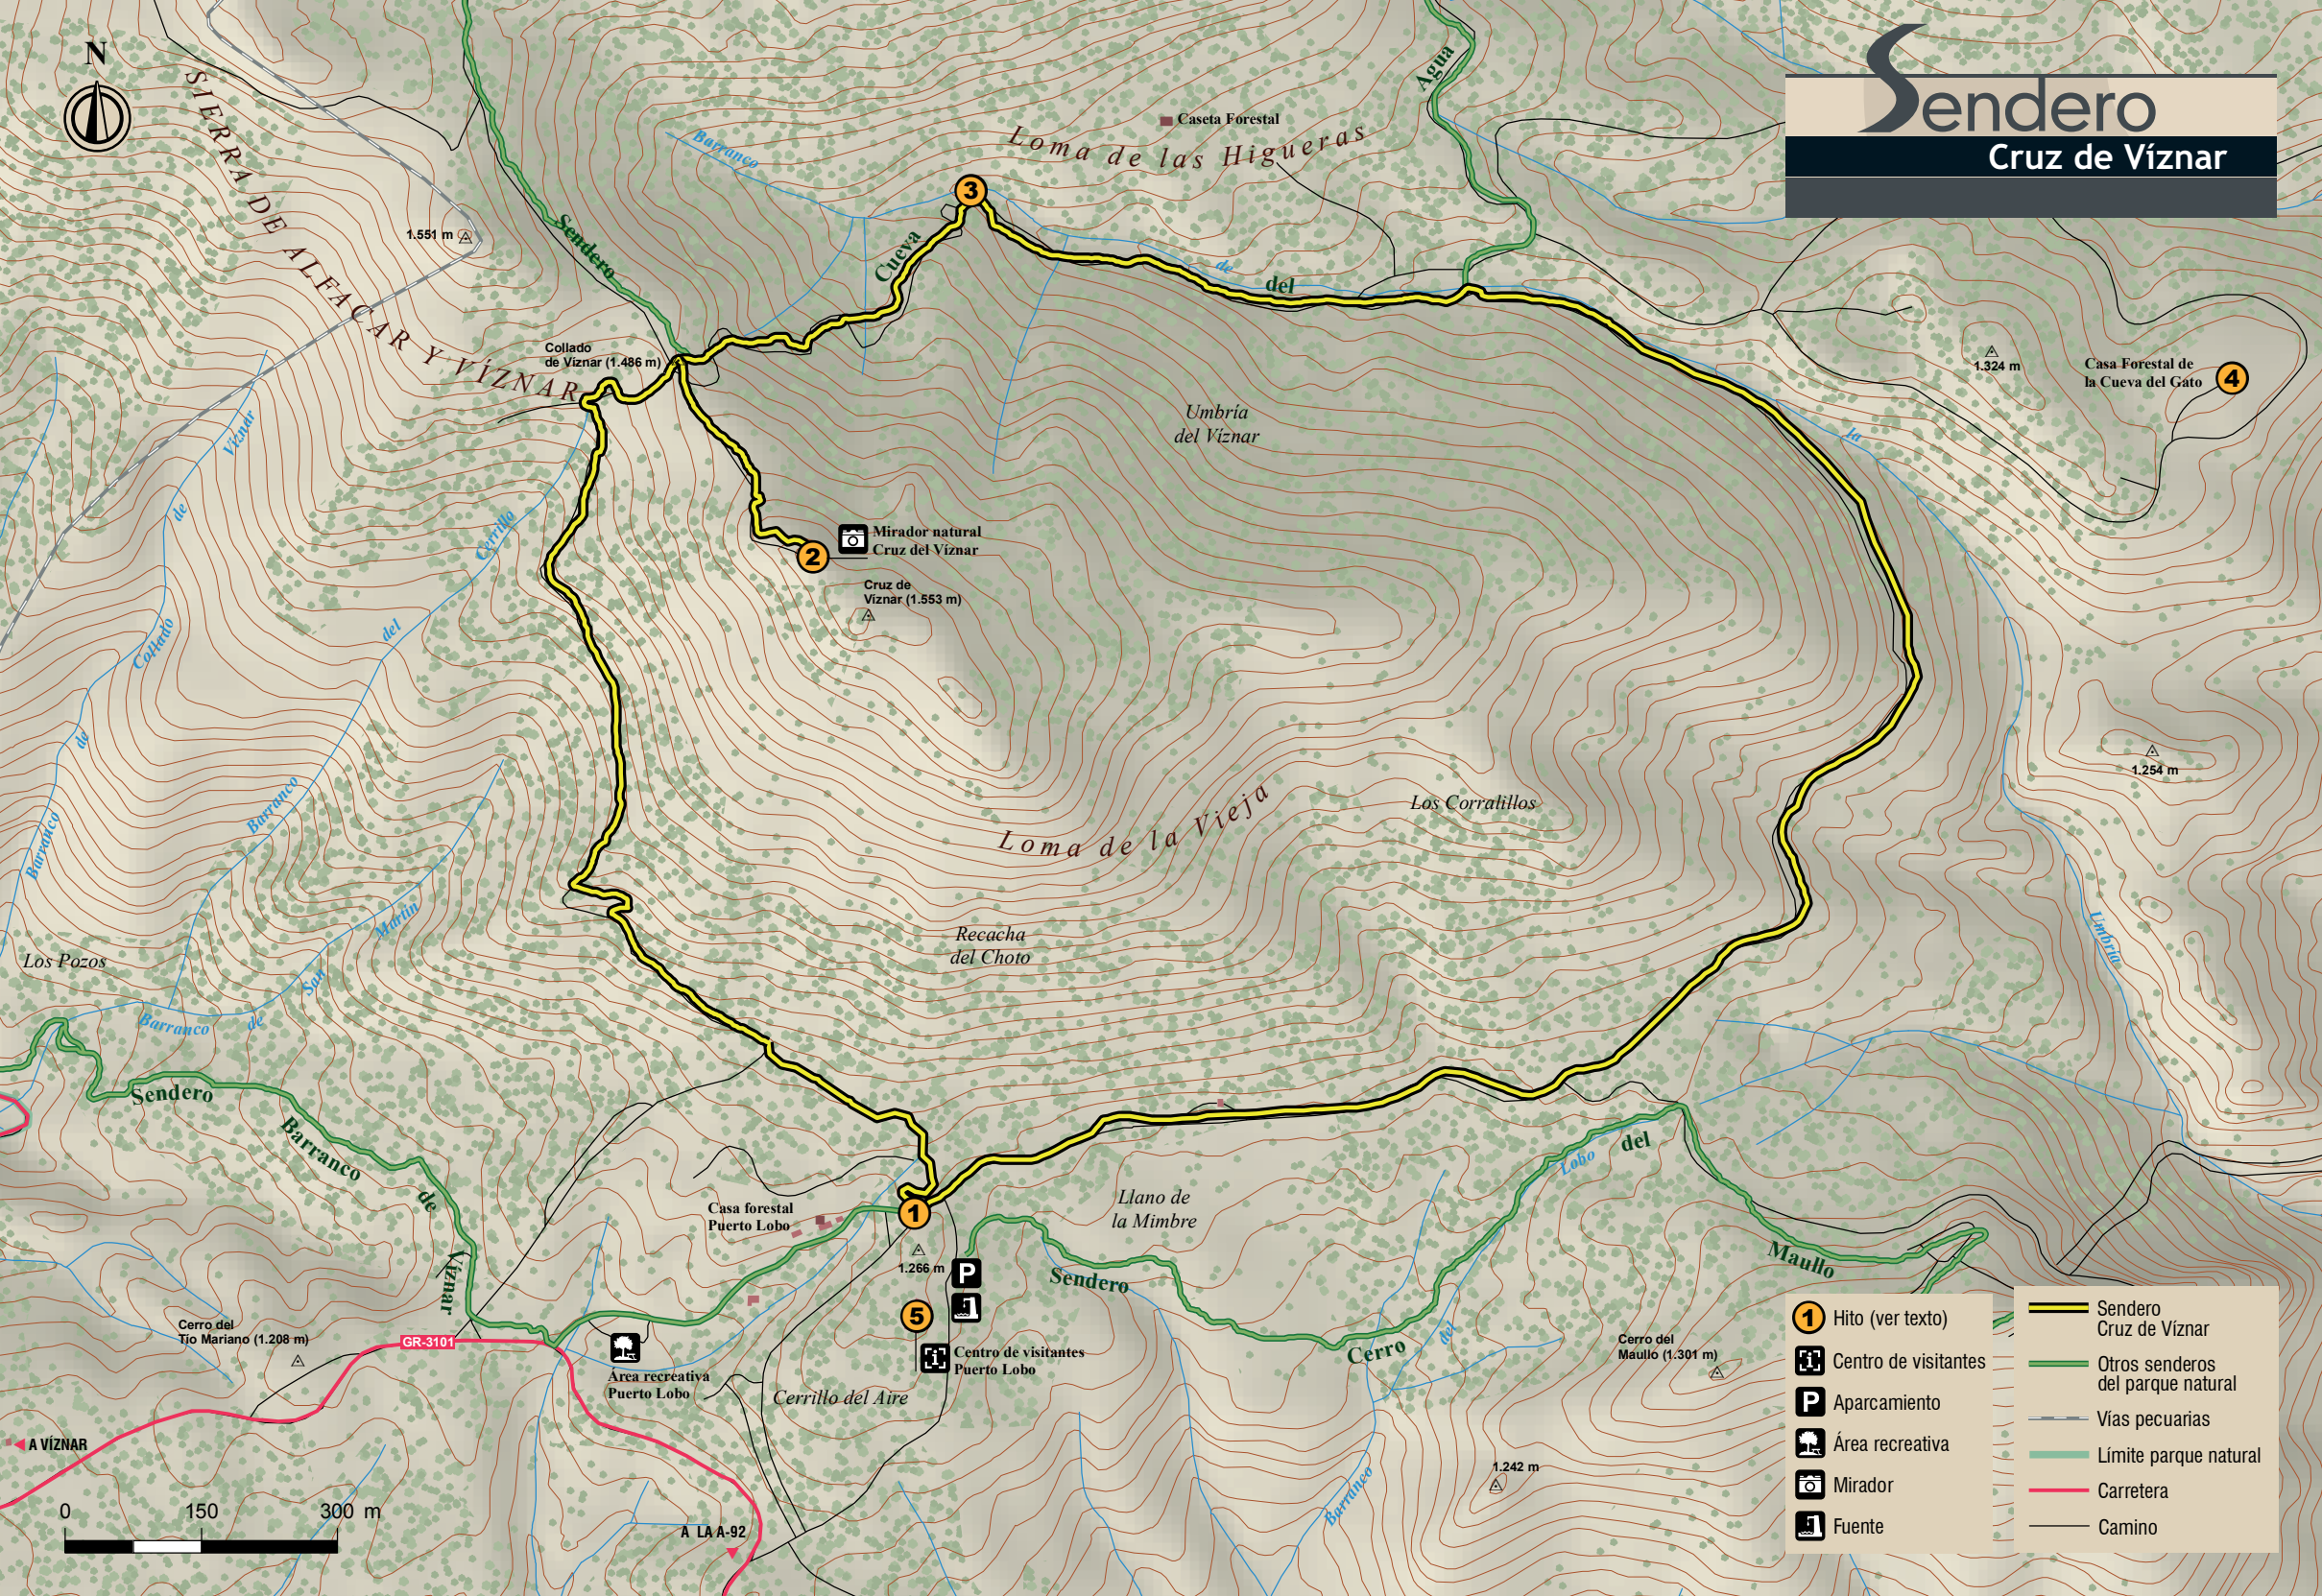 N
Sendero
Cruz de Víznar
SIERRA DE ALFACAR Y VÍZNAR
Agua
Caseta Forestal
Loma de las Higueras
Barranco
3
1.551 m
Sendero
Cueva
de
del
Collado
de Víznar (1.486 m)
1.324 m
Casa Forestal de
la Cueva del Gato
4
Umbría
del Víznar
la
Víznar
de
Cerrillo
Mirador natural
Cruz del Víznar
2
Cruz de
Víznar (1.553 m)
del
Collado
de
1.254 m
Barranco
Barranco
Loma de la Vieja
Los Corralillos
Martín
San
Recacha
del Choto
Umbría
Los Pozos
Barranco
de
Sendero
Barranco
de
Víznar
del
Lobo
Casa forestal
Puerto Lobo
1
Llano de
la Mimbre
1.266 m
P
Sendero
Maullo
5
Cerro del
Tío Mariano (1.208 m)
GR-3101
del
Cerro
Cerro del
Maullo (1.301 m)
Centro de visitantes
Puerto Lobo
Área recreativa
Puerto Lobo
Cerrillo del Aire
A VÍZNAR
1.242 m
Barranco
0 150 300 m
A LA A-92
1 Hito (ver texto)
i Centro de visitantes
P Aparcamiento
Área recreativa
Mirador
Fuente
Sendero
Cruz de Víznar
Otros senderos
del parque natural
Vías pecuarias
Límite parque natural
Carretera
Camino